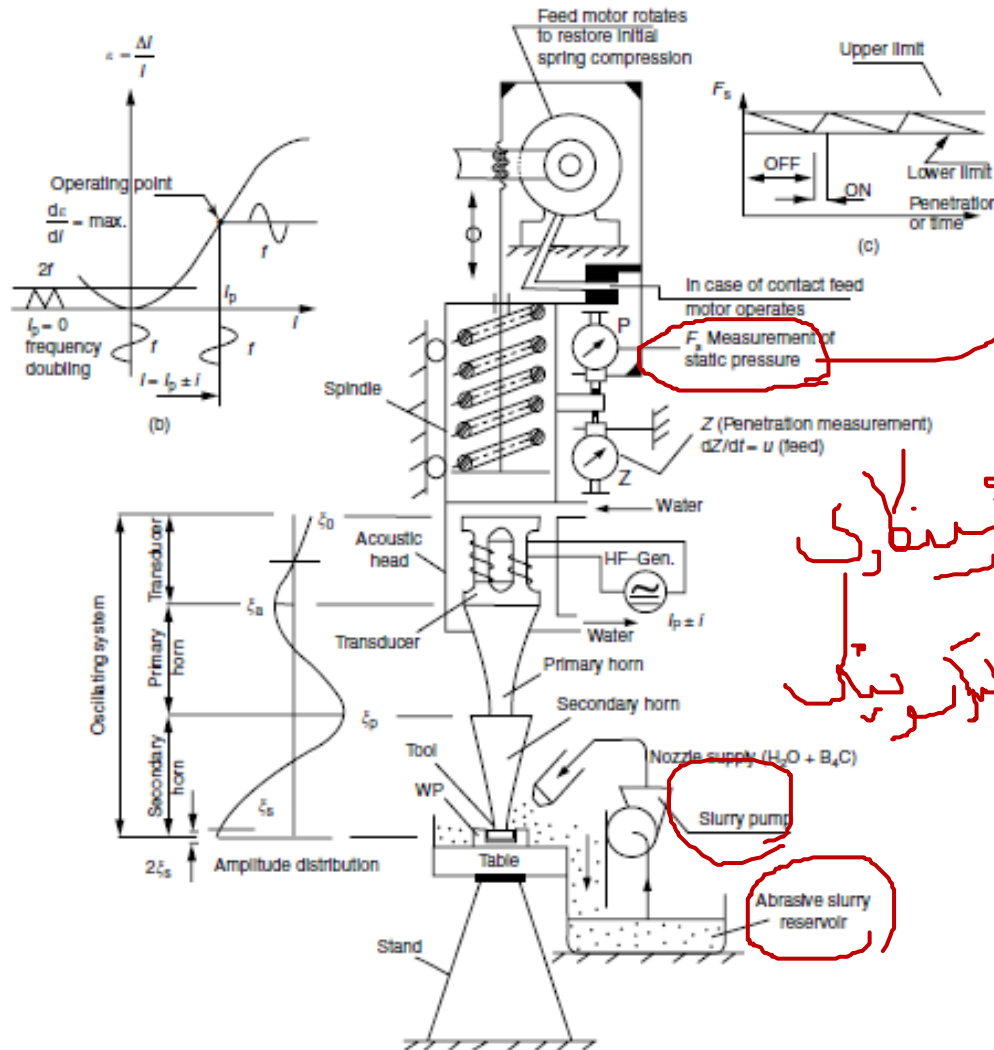 ε = Δl
l
Operating point
dε
dl = max.
2f
f
lp
l
lp = 0
frequency
doubling
f
f
l = lp ± i
(b)
Feed motor rotates
to restore initial
spring compression
Fs
Upper limit
OFF
Lower limit
ON
Penetration
or time
(c)
In case of contact feed
motor operates
P
Fs Measurement of
static pressure
Spindle
Z (Penetration measurement)
dZ/dt = u (feed)
Z
Water
Acoustic
head
HF-Gen.
Ip ± i
Transducer
Water
Primary horn
Secondary horn
Oscillating system
Transducer
Primary
horn
Secondary
horn
ξ0
ξa
ξp
ξs
2ξs
Amplitude distribution
Tool
WP
Nozzle supply (H2O + B4C)
Slurry pump
Table
Abrasive slurry
reservoir
Stand